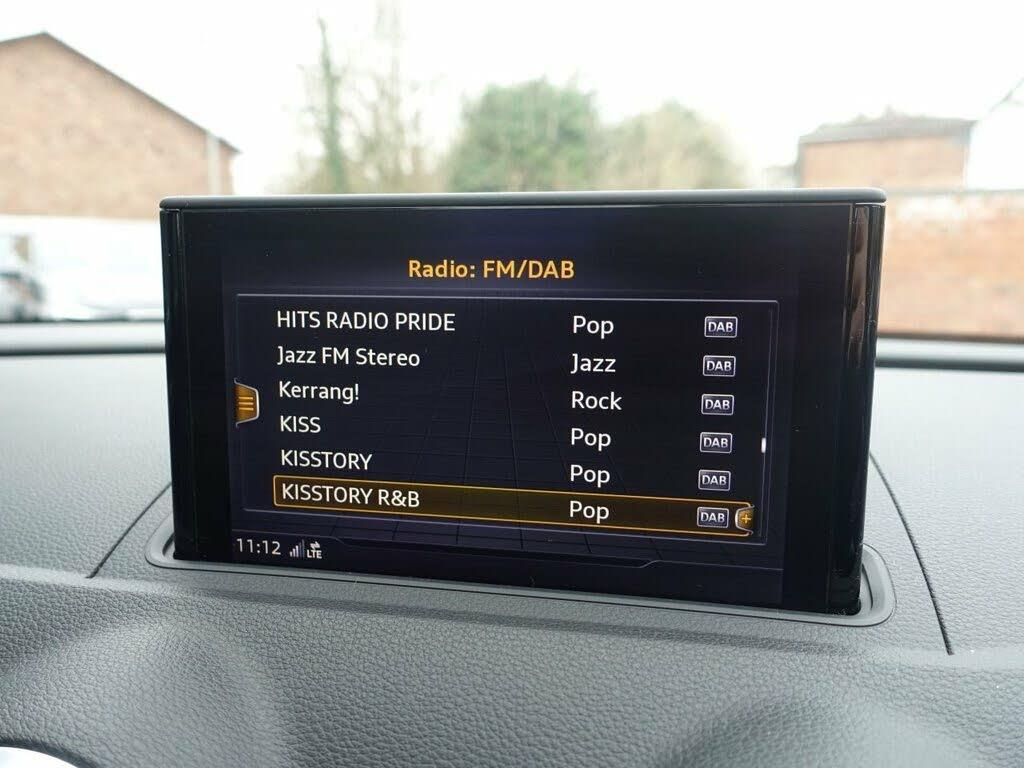 Radio: FM/DAB
HITS RADIO PRIDE Pop DAB
Jazz FM Stereo Jazz DAB
Kerrang! Rock DAB
KISS Pop DAB
KISSTORY Pop DAB
KISSTORY R&B Pop DAB +
11:12 LTE